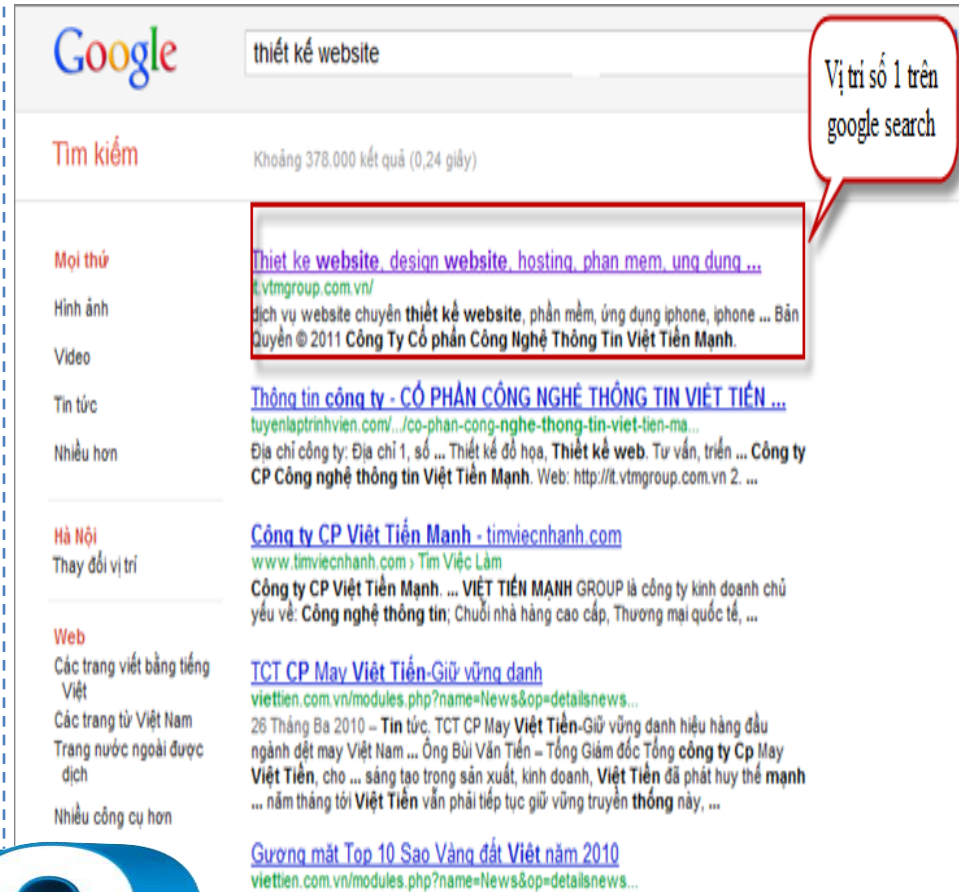 Google
thiết kế website
Vị trí số 1 trên
google search
Tìm kiếm
Khoảng 378.000 kết quả (0,24 giây)
Mọi thứ
Hình ảnh
Video
Tin tức
Nhiều hơn
Hà Nội
Thay đổi vị trí
Web
Các trang viết bằng tiếng
Việt
Các trang từ Việt Nam
Trang nước ngoài được
dịch
Nhiều công cụ hơn
Thiet ke website, design website, hosting, phan mem, ung dung ...
t.vtmgroup.com.vn/
dịch vụ website chuyên thiết kế website, phần mềm, ứng dụng iphone, iphone ... Bản
Quyền © 2011 Công Ty Cổ phần Công Nghệ Thông Tin Việt Tiến Mạnh.
Thông tin công ty - CỔ PHẦN CÔNG NGHỆ THÔNG TIN VIỆT TIẾN ...
tuyenlaptrinhvien.com/.../co-phan-cong-nghe-thong-tin-viet-tien-ma...
Địa chỉ công ty: Địa chỉ 1, số ... Thiết kế đồ họa, Thiết kế web. Tư vấn, triển ... Công ty
CP Công nghệ thông tin Việt Tiến Mạnh. Web: http://it.vtmgroup.com.vn 2. ...
Công ty CP Việt Tiến Mạnh - timviecnhanh.com
www.timviecnhanh.com › Tìm Việc Làm
Công ty CP Việt Tiến Mạnh. ... VIỆT TIẾN MẠNH GROUP là công ty kinh doanh chủ
yếu về: Công nghệ thông tin; Chuỗi nhà hàng cao cấp, Thương mại quốc tế, ...
TCT CP May Việt Tiến-Giữ vững danh
viettien.com.vn/modules.php?name=News&op=detailsnews...
26 Tháng Ba 2010 – Tin tức. TCT CP May Việt Tiến-Giữ vững danh hiệu hàng đầu
ngành dệt may Việt Nam ... Ông Bùi Văn Tiến – Tổng Giám đốc Tổng công ty Cp May
Việt Tiến, cho ... sáng tạo trong sản xuất, kinh doanh, Việt Tiến đã phát huy thế mạnh
... năm tháng tới Việt Tiến vẫn phải tiếp tục giữ vững truyền thống này, ...
Gương mặt Top 10 Sao Vàng đất Việt năm 2010
viettien.com.vn/modules.php?name=News&op=detailsnews...